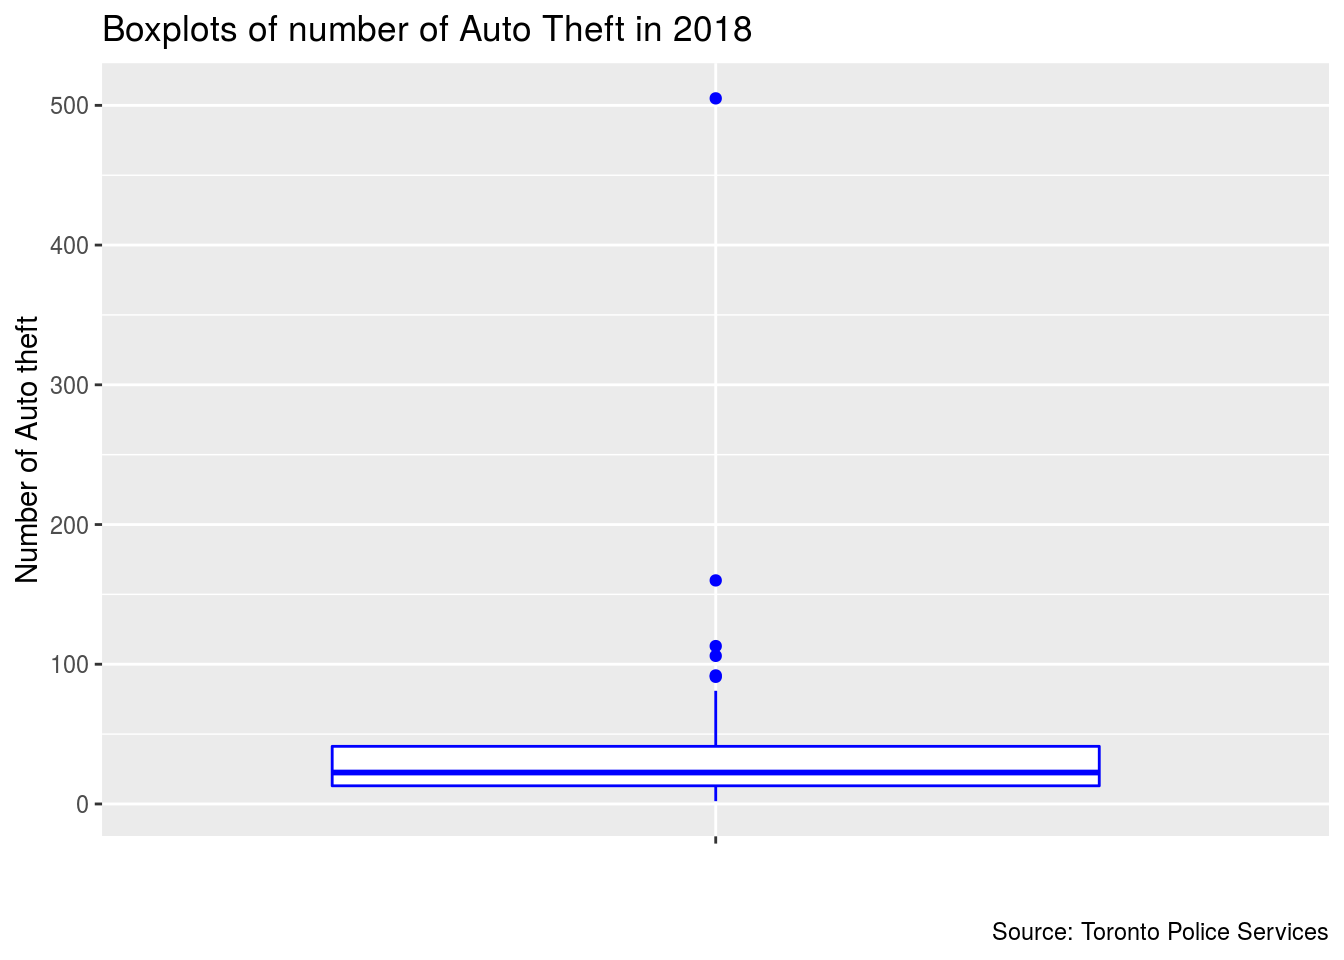 Boxplots of number of Auto Theft in 2018
Number of Auto theft
500
400
300
200
100
0
Source: Toronto Police Services